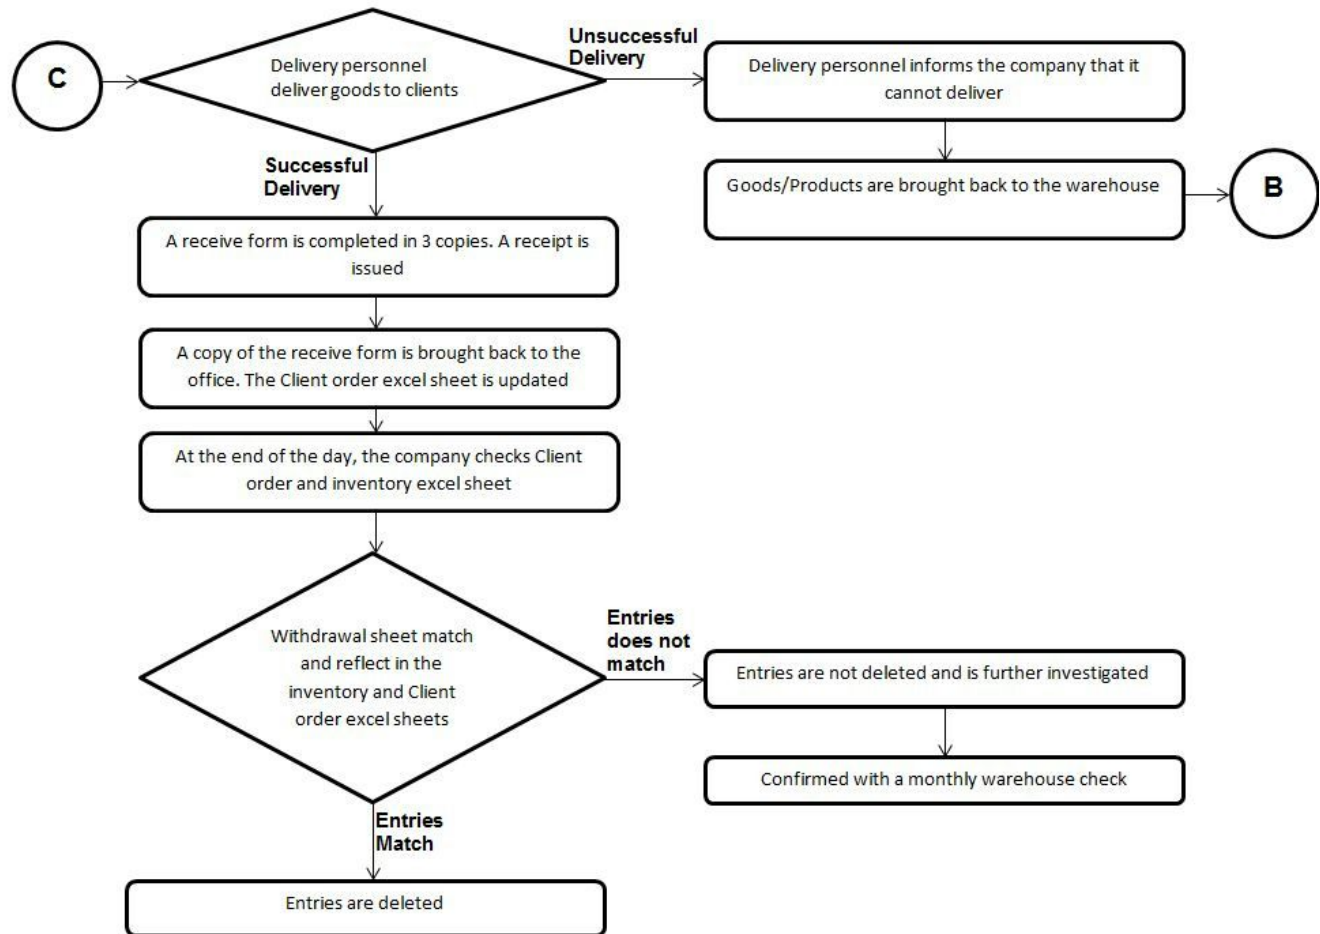 C
Delivery personnel
deliver goods to clients
Unsuccessful
Delivery
Delivery personnel informs the company that it
cannot deliver
Successful
Delivery
Goods/Products are brought back to the warehouse
B
A receive form is completed in 3 copies. A receipt is
issued
A copy of the receive form is brought back to the
office. The Client order excel sheet is updated
At the end of the day, the company checks Client
order and inventory excel sheet
Withdrawal sheet match
and reflect in the
inventory and Client
order excel sheets
Entries
does not
match
Entries are not deleted and is further investigated
Confirmed with a monthly warehouse check
Entries
Match
Entries are deleted